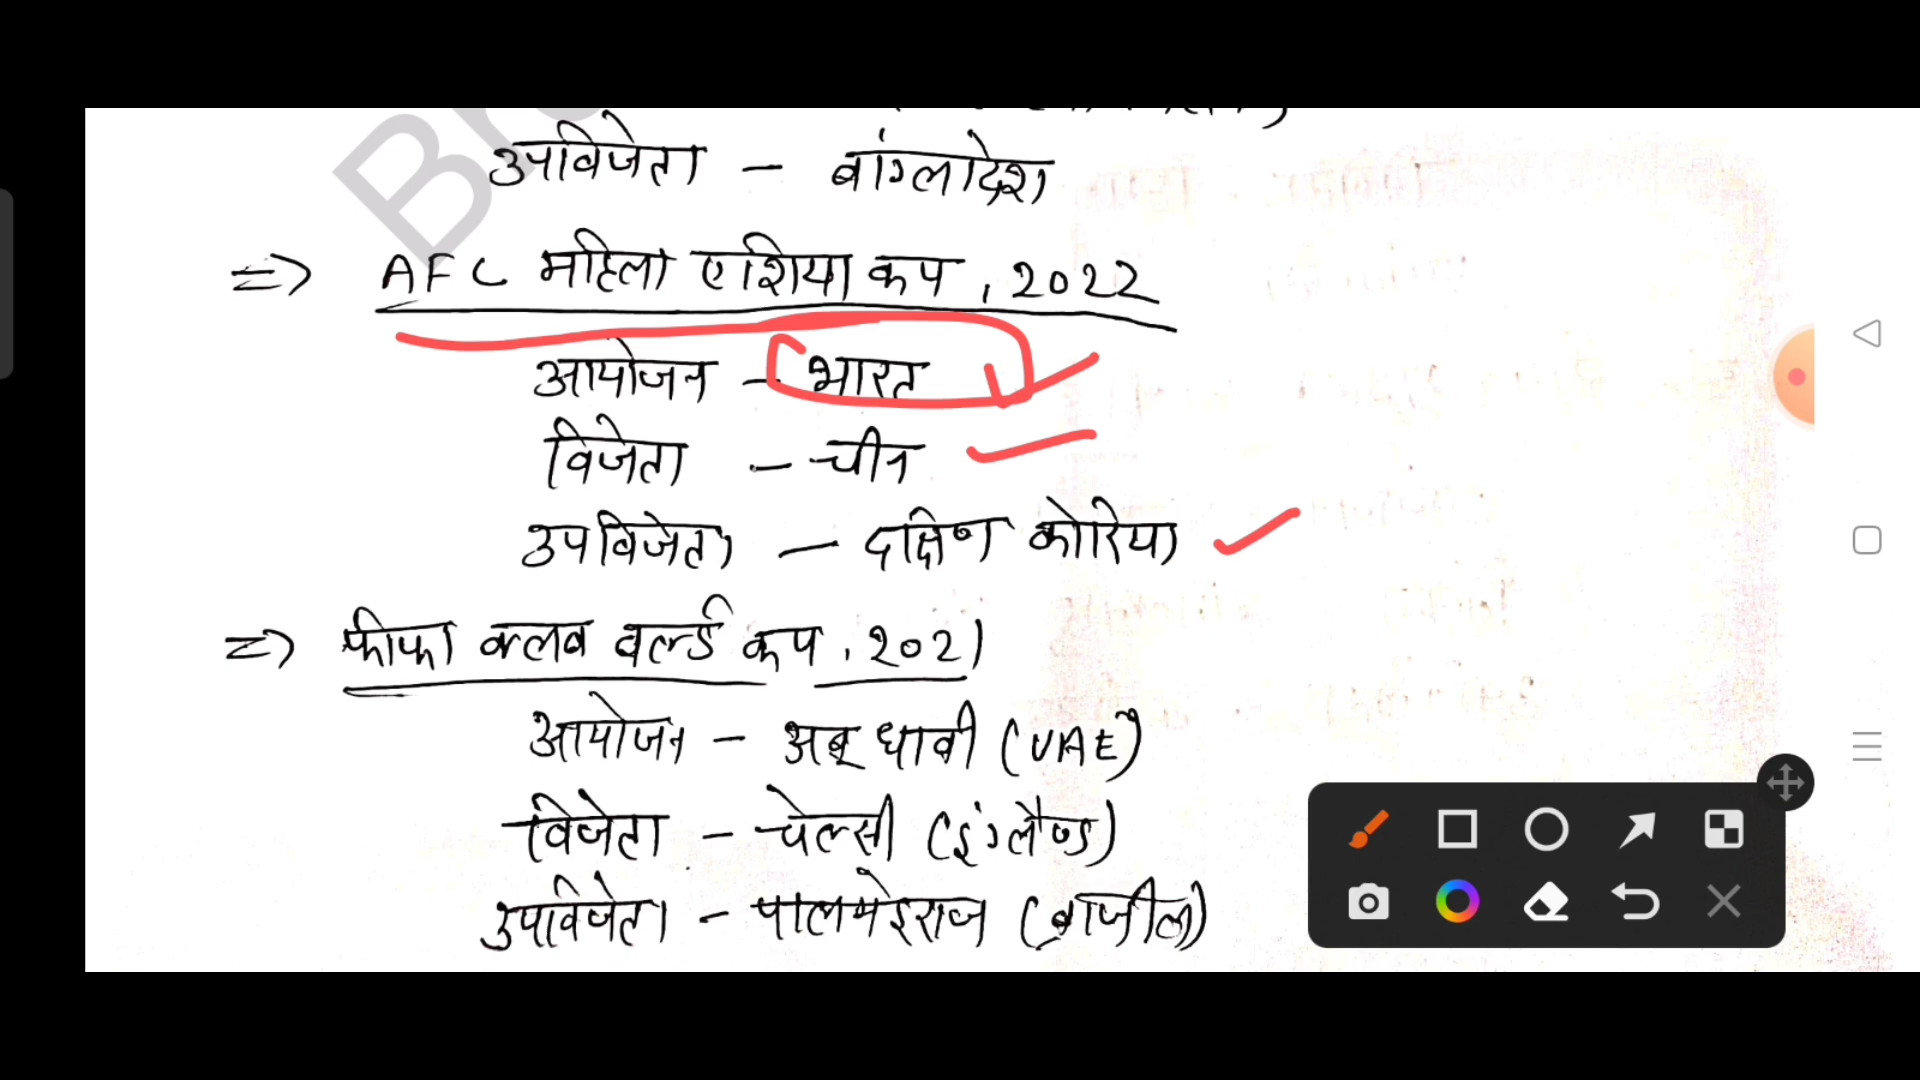 Br
उपविजेता - बांग्लादेश
=> AFC महिला एशिया कप, 2022
आयोजन - भारत
विजेता - चीन
उपविजेता - दक्षिण कोरिया
=> फीफा क्लब वर्ल्ड कप, 2021
आयोजन - अबू धाबी (UAE)
विजेता - चेल्सी (इंग्लैण्ड)
उपविजेता - पालमेइराज (ब्राजील)